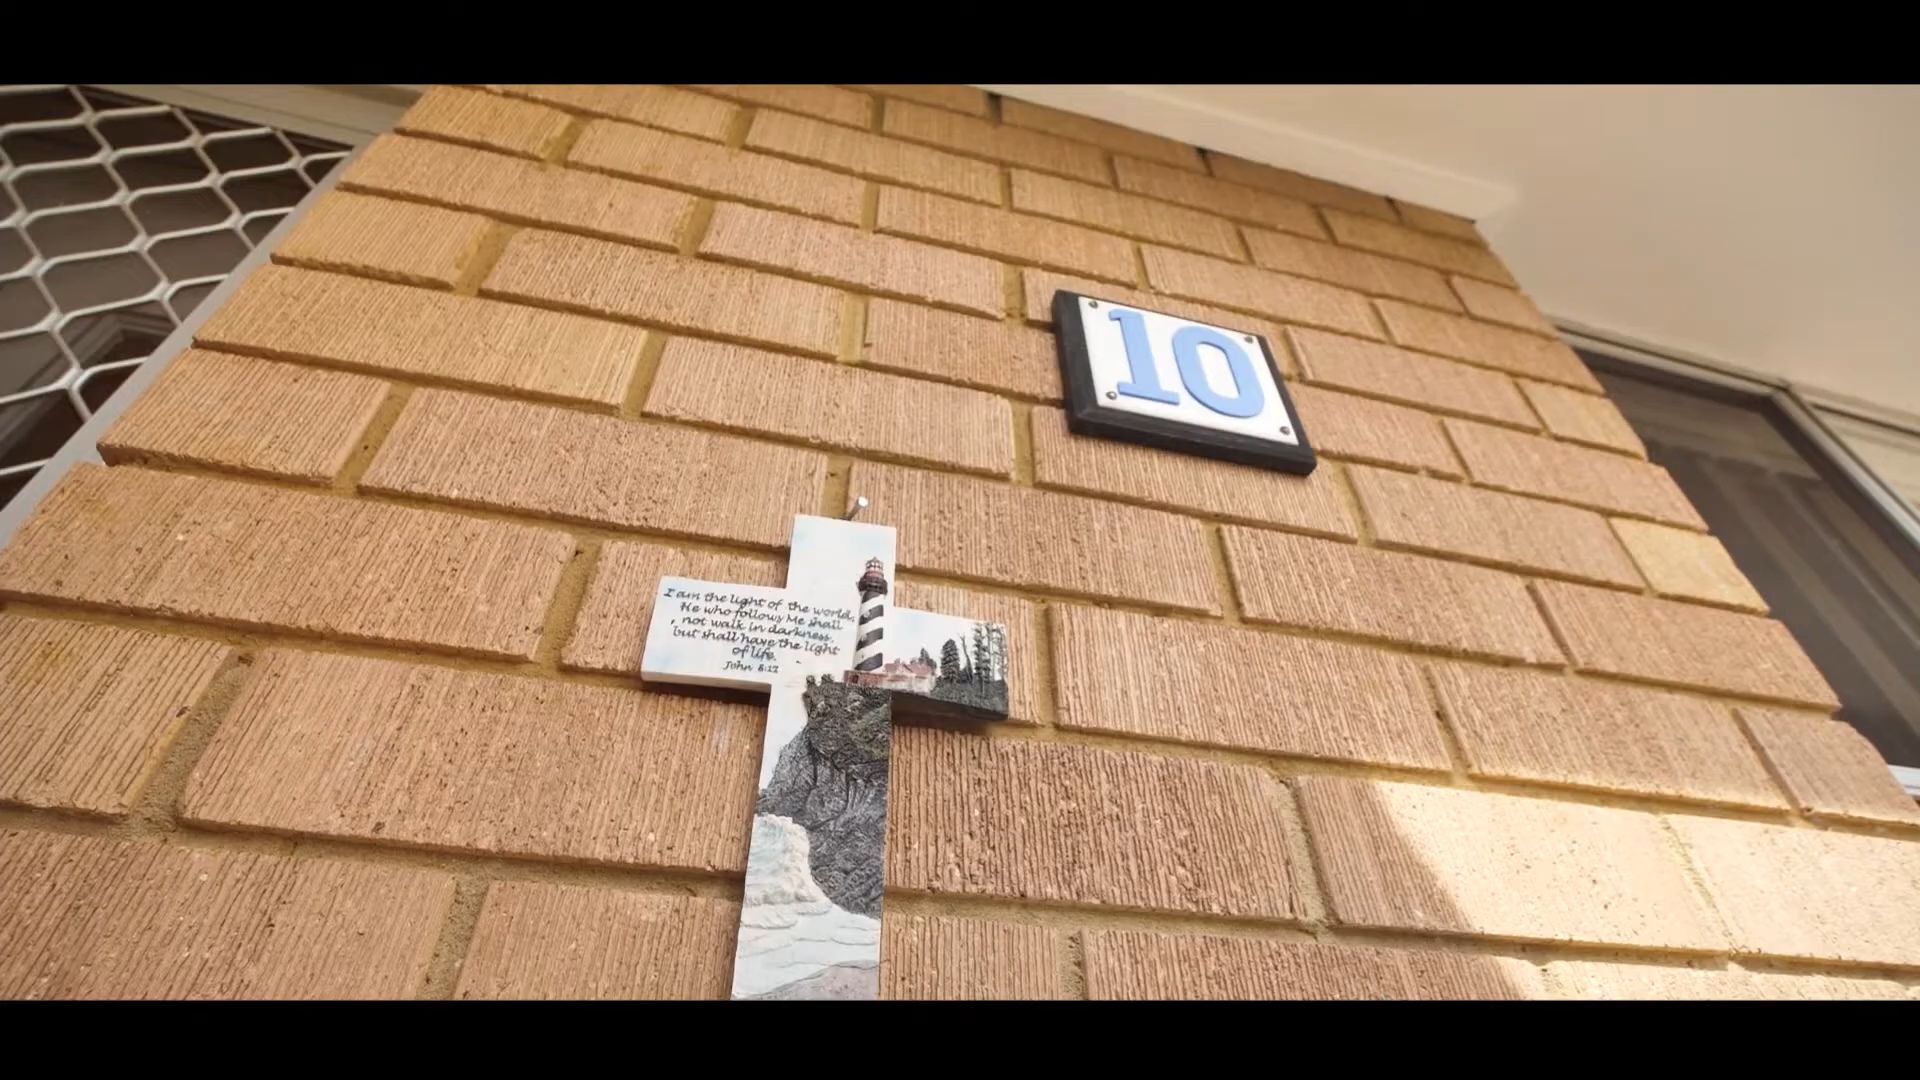 10
I am the light of the world.
He who follows Me shall
not walk in darkness,
but shall have the light
of life.
John 8:12